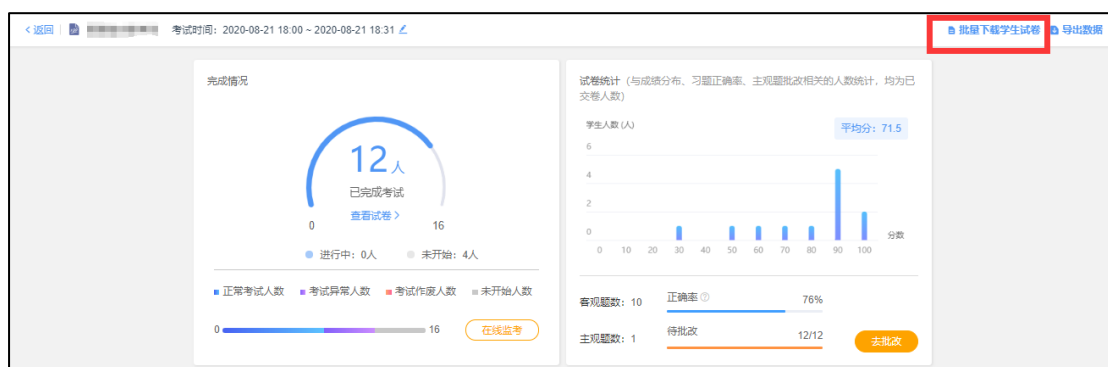 < 返回
考试时间：2020-08-21 18:00 ~ 2020-08-21 18:31
批量下载学生试卷
导出数据
完成情况
12人
已完成考试
查看试卷 >
0
16
进行中：0人
未开始：4人
正常考试人数
考试异常人数
考试作废人数
未开始人数
0
16
在线监考
试卷统计（与成绩分布、习题正确率、主观题批改相关的人数统计，均为已
交卷人数）
学生人数(人)
平均分：71.5
6
4
2
0
分数
0 10 20 30 40 50 60 70 80 90 100
客观题数：10
正确率
76%
主观题数：1
待批改
12/12
去批改